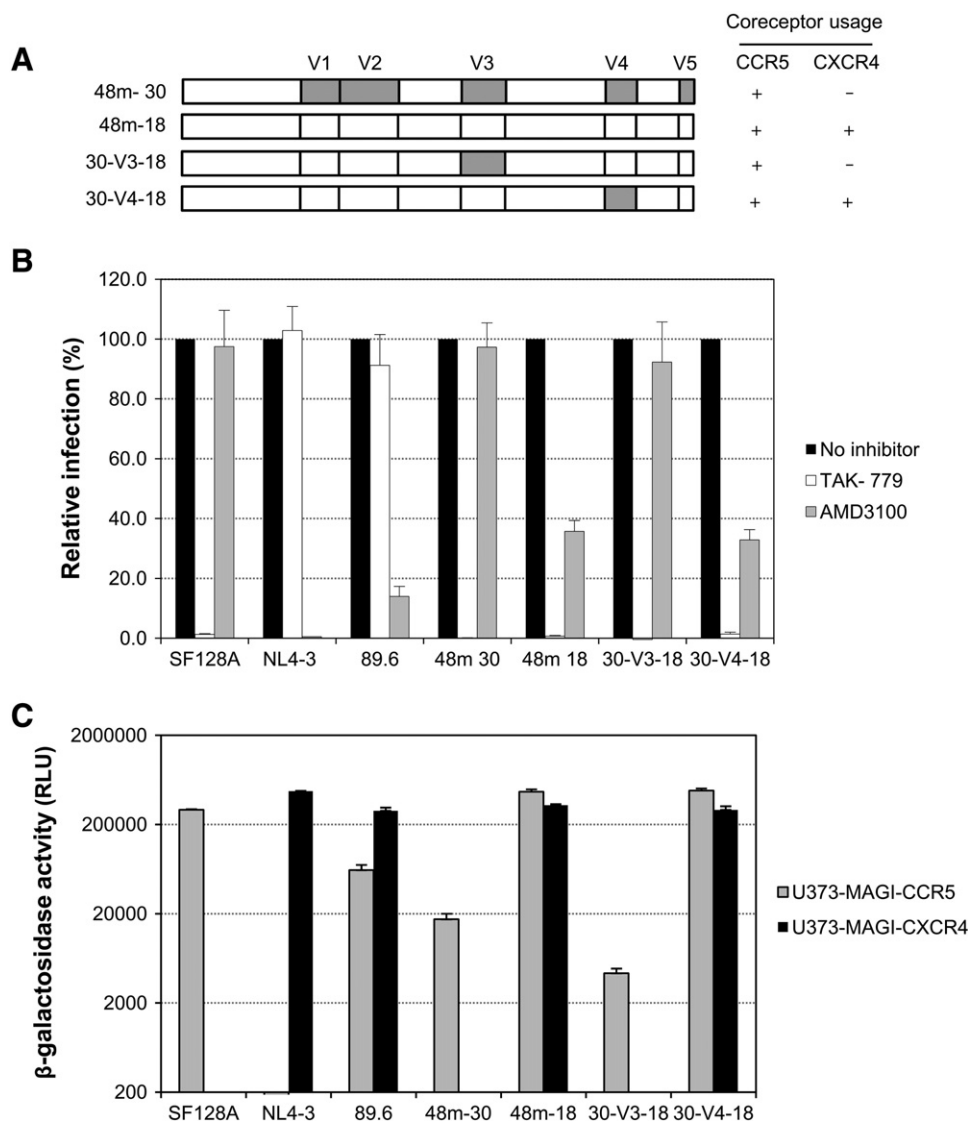 A
Coreceptor usage
V1 V2 V3 V4 V5 CCR5 CXCR4
48m- 30 + -
48m-18 + +
30-V3-18 + -
30-V4-18 + +
B
Relative infection (%)
120.0
100.0
80.0
60.0
40.0
20.0
0.0
SF128A NL4-3 89.6 48m 30 48m 18 30-V3-18 30-V4-18
No inhibitor
TAK- 779
AMD3100
C
β-galactosidase actvity (RLU)
2000000
200000
20000
2000
200
SF128A NL4-3 89.6 48m-30 48m-18 30-V3-18 30-V4-18
U373-MAGI-CCR5
U373-MAGI-CXCR4